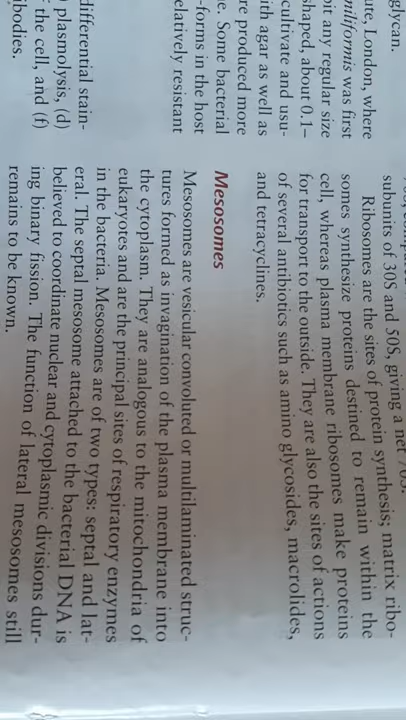 glycan.
ute, London, where
niliformis was first
bit any regular size
shaped, about 0.1–
cultivate and usu-
ith agar as well as
re produced more
e. Some bacterial
-forms in the host
elatively resistant
differential stain-
plasmolysis, (d)
the cell, and (f)
ibodies.
subunits of 30S and 50S, giving a net 70S.
Ribosomes are the sites of protein synthesis; matrix ribo-
somes synthesize proteins destined to remain within the
cell, whereas plasma membrane ribosomes make proteins
for transport to the outside. They are also the sites of actions
of several antibiotics such as amino glycosides, macrolides,
and tetracyclines.
Mesosomes
Mesosomes are vesicular convoluted or multilaminated struc-
tures formed as invagination of the plasma membrane into
the cytoplasm. They are analogous to the mitochondria of
eukaryotes and are the principal sites of respiratory enzymes
in the bacteria. Mesosomes are of two types: septal and lat-
eral. The septal mesosome attached to the bacterial DNA is
believed to coordinate nuclear and cytoplasmic divisions dur-
ing binary fission. The function of lateral mesosomes still
remains to be known.